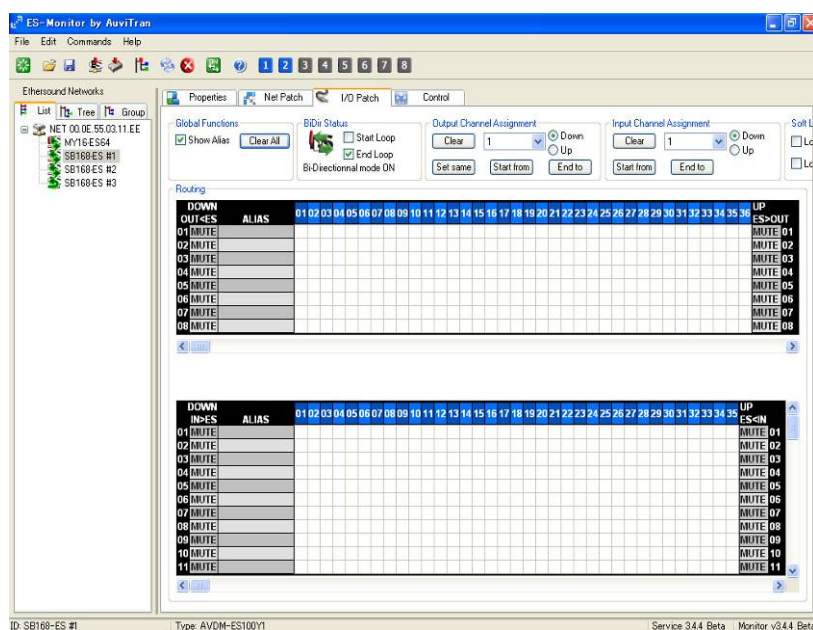 ES-Monitor by AuviTran
File Edit Commands Help
1 2 3 4 5 6 7 8
Ethersound Networks
List Tree Group
NET 00.0E.55.03.11.EE
MY16-ES64
SB168-ES #1
SB168-ES #2
SB168-ES #3
Properties Net Patch I/O Patch Control
Global Functions
Show Alias Clear All
BiDir Status
Start Loop
End Loop
Bi-Directionnal mode ON
Output Channel Assignment
Clear 1 Down
Up
Set same Start from End to
Input Channel Assignment
Clear 1 Down
Up
Start from End to
Soft L
Lo
Lo
Routing
DOWN UP
OUT<ES ALIAS 01 02 03 04 05 06 07 08 09 10 11 12 13 14 15 16 17 18 19 20 21 22 23 24 25 26 27 28 29 30 31 32 33 34 35 36 ES>OUT
01 MUTE MUTE 01
02 MUTE MUTE 02
03 MUTE MUTE 03
04 MUTE MUTE 04
05 MUTE MUTE 05
06 MUTE MUTE 06
07 MUTE MUTE 07
08 MUTE MUTE 08
DOWN UP
IN>ES ALIAS 01 02 03 04 05 06 07 08 09 10 11 12 13 14 15 16 17 18 19 20 21 22 23 24 25 26 27 28 29 30 31 32 33 34 35 ES<IN
01 MUTE MUTE 01
02 MUTE MUTE 02
03 MUTE MUTE 03
04 MUTE MUTE 04
05 MUTE MUTE 05
06 MUTE MUTE 06
07 MUTE MUTE 07
08 MUTE MUTE 08
09 MUTE MUTE 09
10 MUTE MUTE 10
11 MUTE MUTE 11
ID: SB168-ES #1 Type: AVDM-ES100Y1 Service 3.4.4 Beta Monitor v3.4.4 Beta